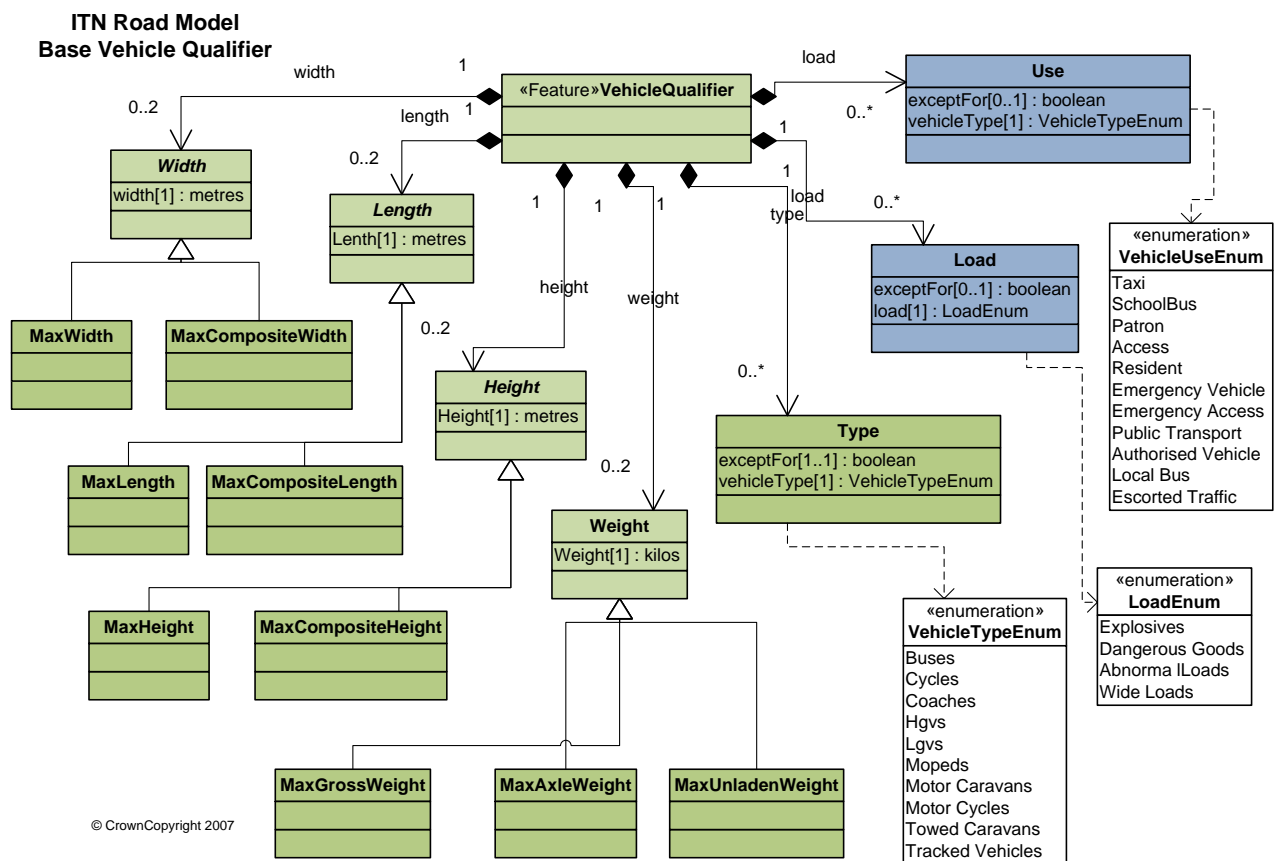 ITN Road Model
Base Vehicle Qualifier
width
1
0..2
length
1
0..2
«Feature»VehicleQualifier
load
0..*
Use
exceptFor[0..1] : boolean
vehicleType[1] : VehicleTypeEnum
Width
width[1] : metres
Length
Lenth[1] : metres
1
1
1
1
load
type
0..*
height
weight
0..2
0..2
0..*
Load
exceptFor[0..1] : boolean
load[1] : LoadEnum
«enumeration»
VehicleUseEnum
Taxi
SchoolBus
Patron
Access
Resident
Emergency Vehicle
Emergency Access
Public Transport
Authorised Vehicle
Local Bus
Escorted Traffic
MaxWidth
MaxCompositeWidth
Height
Height[1] : metres
Type
exceptFor[1..1] : boolean
vehicleType[1] : VehicleTypeEnum
MaxLength
MaxCompositeLength
Weight
Weight[1] : kilos
«enumeration»
LoadEnum
Explosives
Dangerous Goods
Abnorma lLoads
Wide Loads
MaxHeight
MaxCompositeHeight
«enumeration»
VehicleTypeEnum
Buses
Cycles
Coaches
Hgvs
Lgvs
Mopeds
Motor Caravans
Motor Cycles
Towed Caravans
Tracked Vehicles
MaxGrossWeight
MaxAxleWeight
MaxUnladenWeight
© CrownCopyright 2007